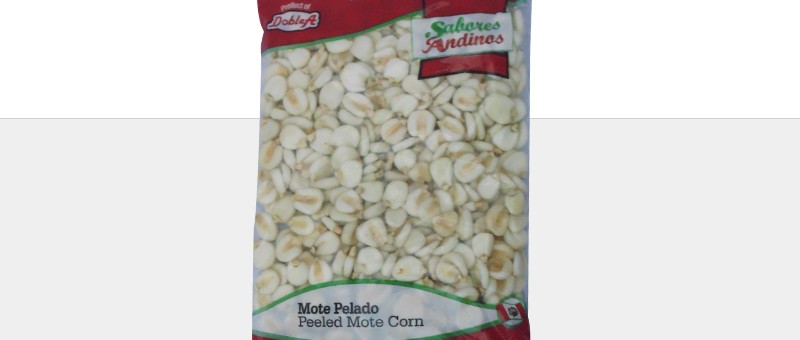 Product of
DobleA
Sabores
Andinos
Mote Pelado
Peeled Mote Corn